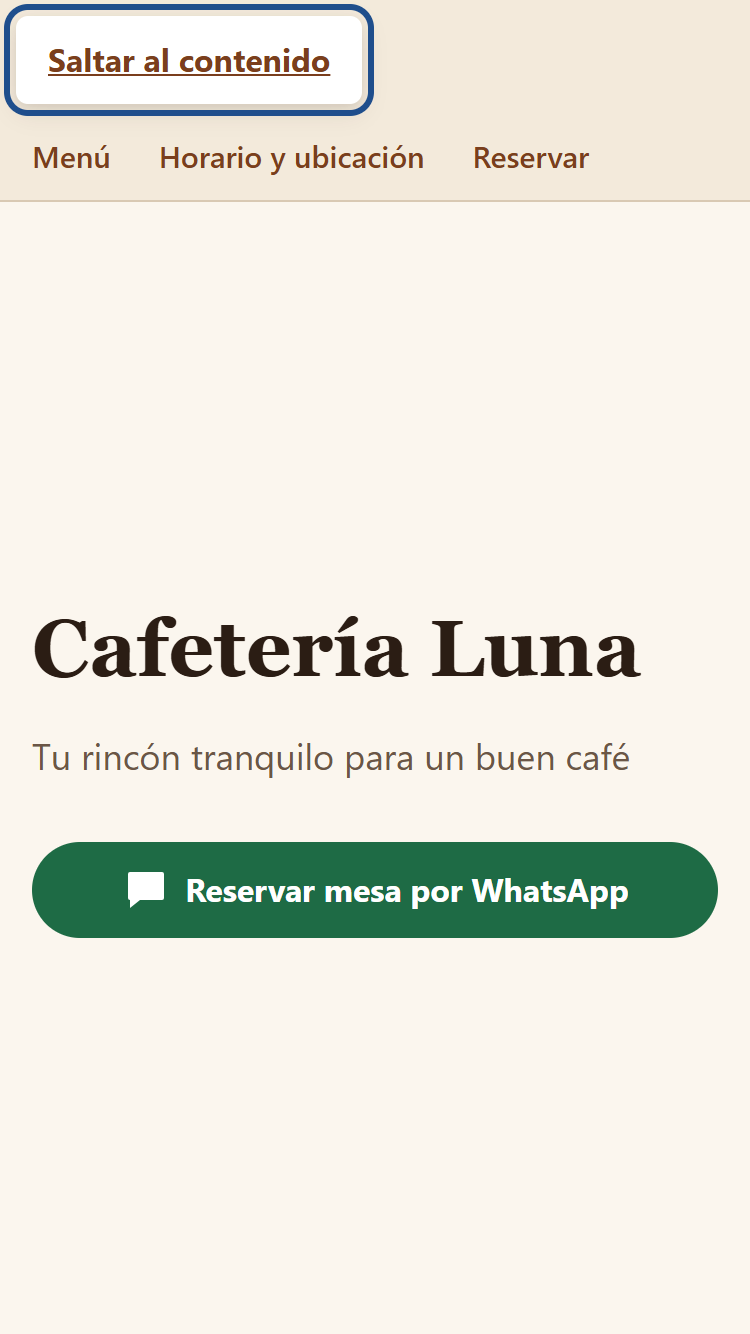 Saltar al contenido
Menú Horario y ubicación Reservar
Cafetería Luna
Tu rincón tranquilo para un buen café
Reservar mesa por WhatsApp